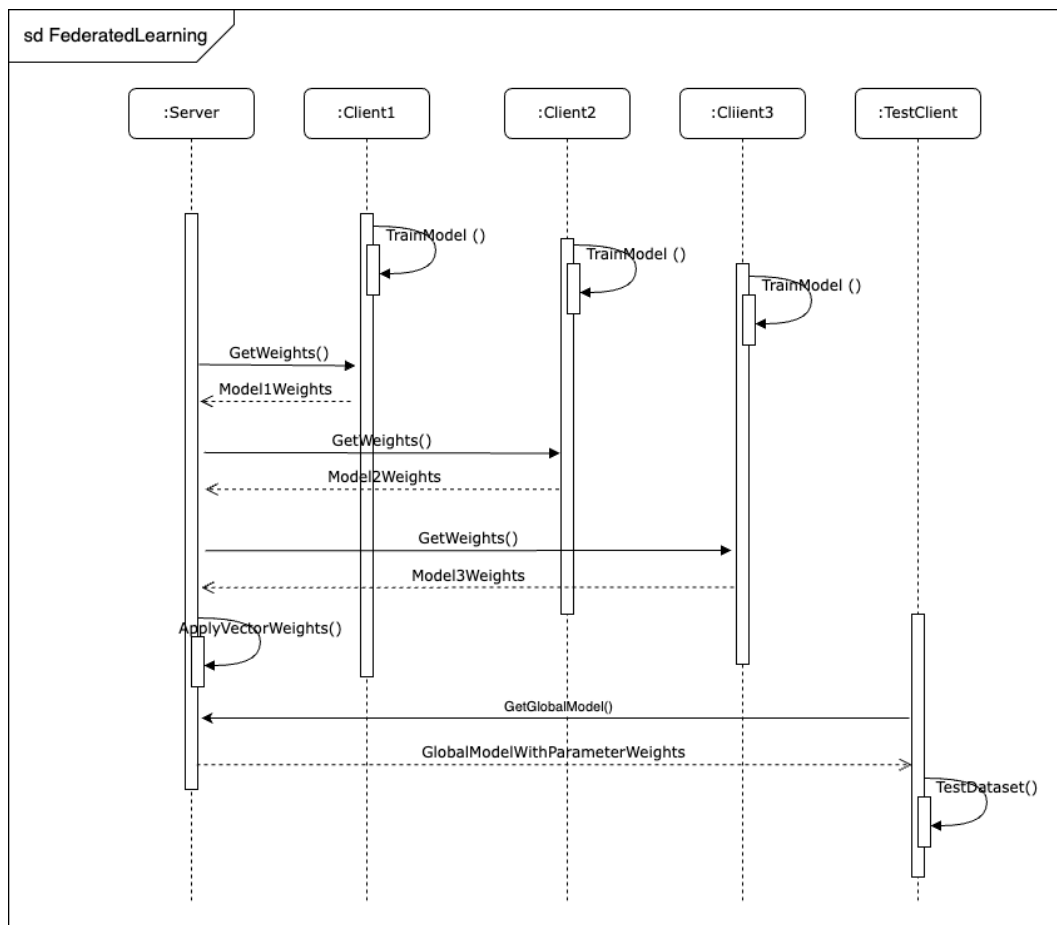 sd FederatedLearning
:Server
:Client1
:Client2
:Cliient3
:TestClient
TrainModel ()
TrainModel ()
TrainModel ()
GetWeights()
Model1Weights
GetWeights()
Model2Weights
GetWeights()
Model3Weights
ApplyVectorWeights()
GetGlobalModel()
GlobalModelWithParameterWeights
TestDataset()